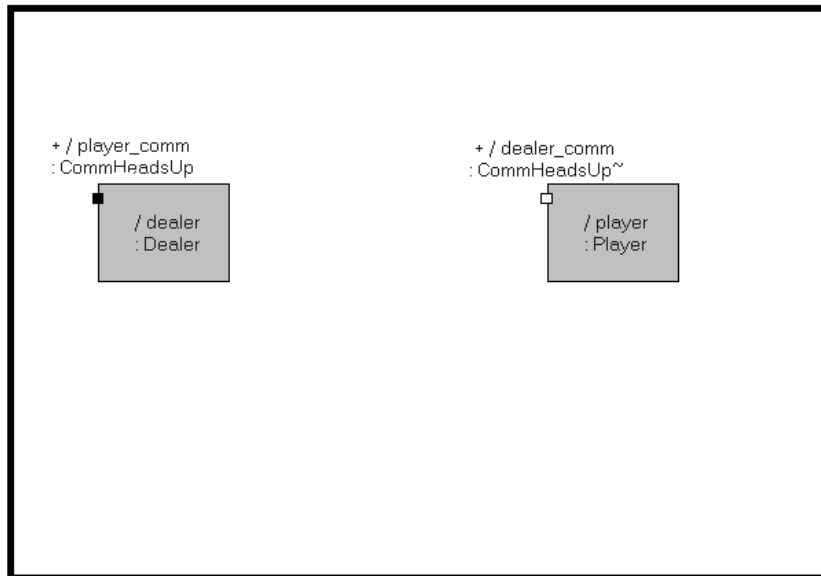 + / player_comm
: CommHeadsUp
+ / dealer_comm
: CommHeadsUp~
/ dealer
: Dealer
/ player
: Player